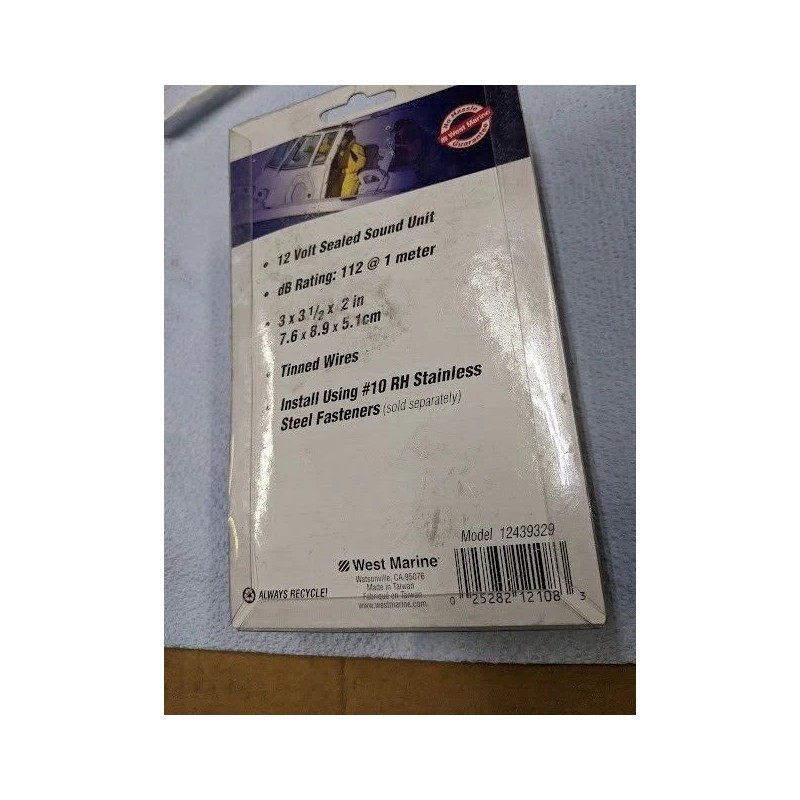 No Hassle
West Marine
Guarantee
• 12 Volt Sealed Sound Unit
• dB Rating: 112 @ 1 meter
• 3 x 3 1/2 x 2 in
7.6 x 8.9 x 5.1cm
• Tinned Wires
• Install Using #10 RH Stainless
Steel Fasteners (sold separately)
Model 12439329
West Marine
Watsonville, CA 95076
Made in Taiwan
Fabriqué en Taiwan
www.westmarine.com
ALWAYS RECYCLE!
0 25282 12108 3